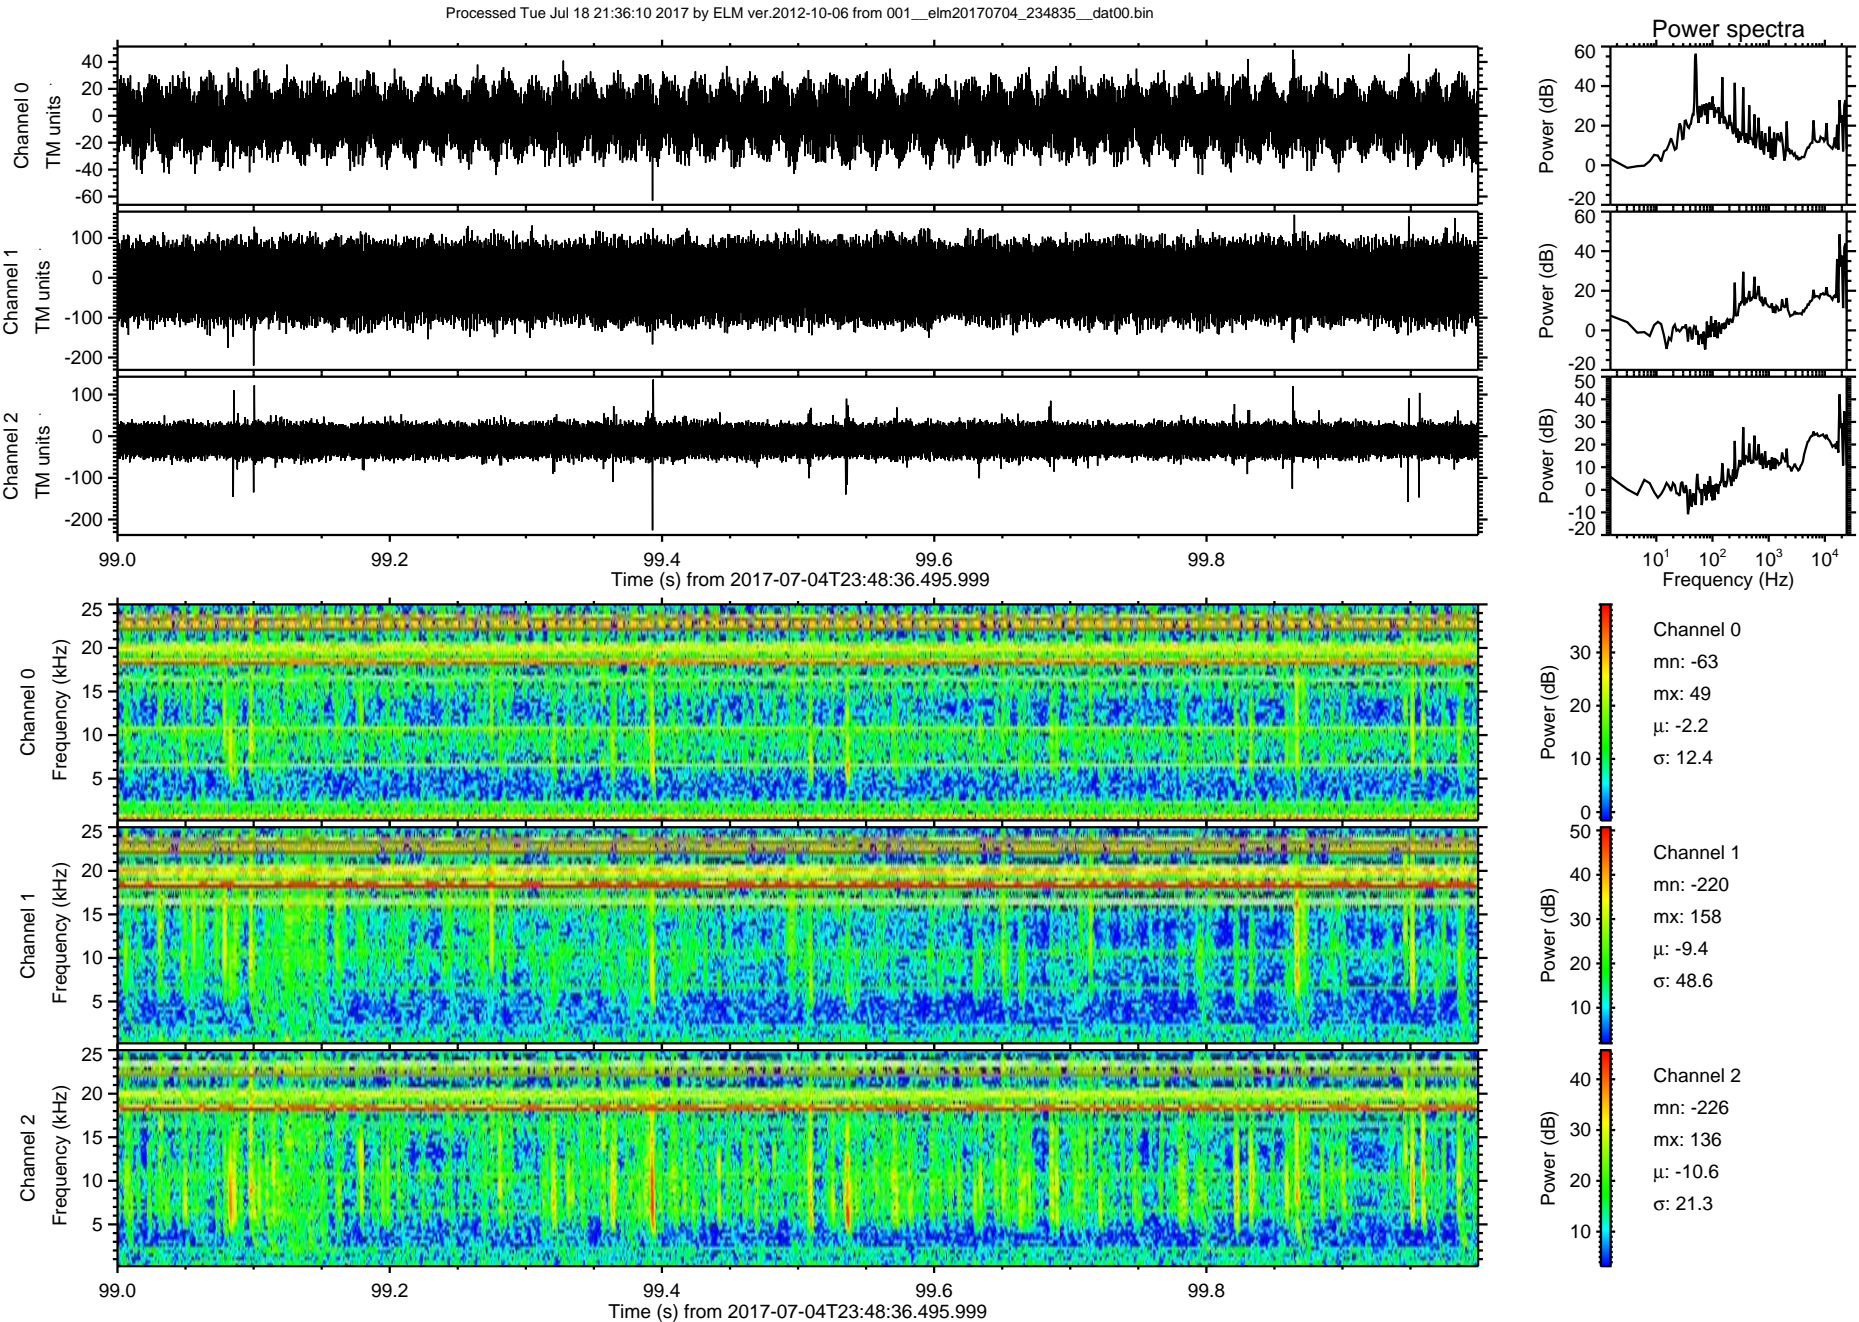 Processed Tue Jul 18 21:36:10 2017 by ELM ver.2012-10-06 from 001__elm20170704_234835__dat00.bin
Power spectra
Channel 0
TM units
40
20
0
-20
-40
-60
Power (dB)
60
40
20
0
-20
Channel 1
TM units
100
0
-100
-200
Power (dB)
60
40
20
0
-20
Channel 2
TM units
100
0
-100
-200
Power (dB)
50
40
30
20
10
0
-10
-20
99.0
99.2
99.4
99.6
99.8
Time (s) from 2017-07-04T23:48:36.495.999
10¹
10²
10³
10⁴
Frequency (Hz)
Channel 0
Frequency (kHz)
25
20
15
10
5
Power (dB)
30
20
10
0
Channel 0
mn: -63
mx: 49
μ: -2.2
σ: 12.4
Channel 1
Frequency (kHz)
25
20
15
10
5
Power (dB)
50
40
30
20
10
Channel 1
mn: -220
mx: 158
μ: -9.4
σ: 48.6
Channel 2
Frequency (kHz)
25
20
15
10
5
Power (dB)
40
30
20
10
Channel 2
mn: -226
mx: 136
μ: -10.6
σ: 21.3
99.0
99.2
99.4
99.6
99.8
Time (s) from 2017-07-04T23:48:36.495.999